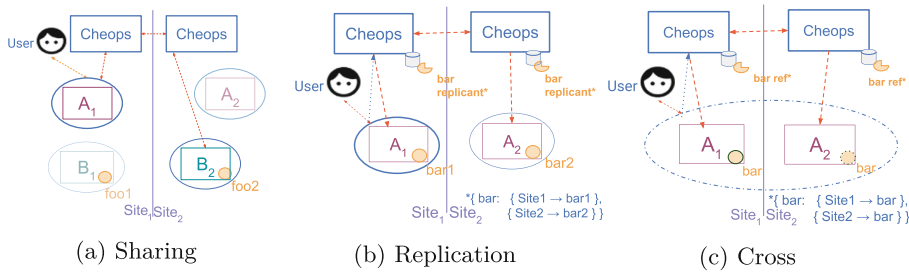 Cheops Cheops
User
A1
A2
B1
foo1
B2
foo2
Site1 Site2
(a) Sharing
Cheops Cheops
User
bar replicant*
bar replicant*
A1
bar1
A2
bar2
Site1 Site2
*{ bar: { Site1 → bar1 },
{ Site2 → bar2 } }
(b) Replication
Cheops Cheops
User
bar ref*
bar ref*
A1
bar
A2
bar
Site1 Site2
*{ bar: { Site1 → bar },
{ Site2 → bar } }
(c) Cross